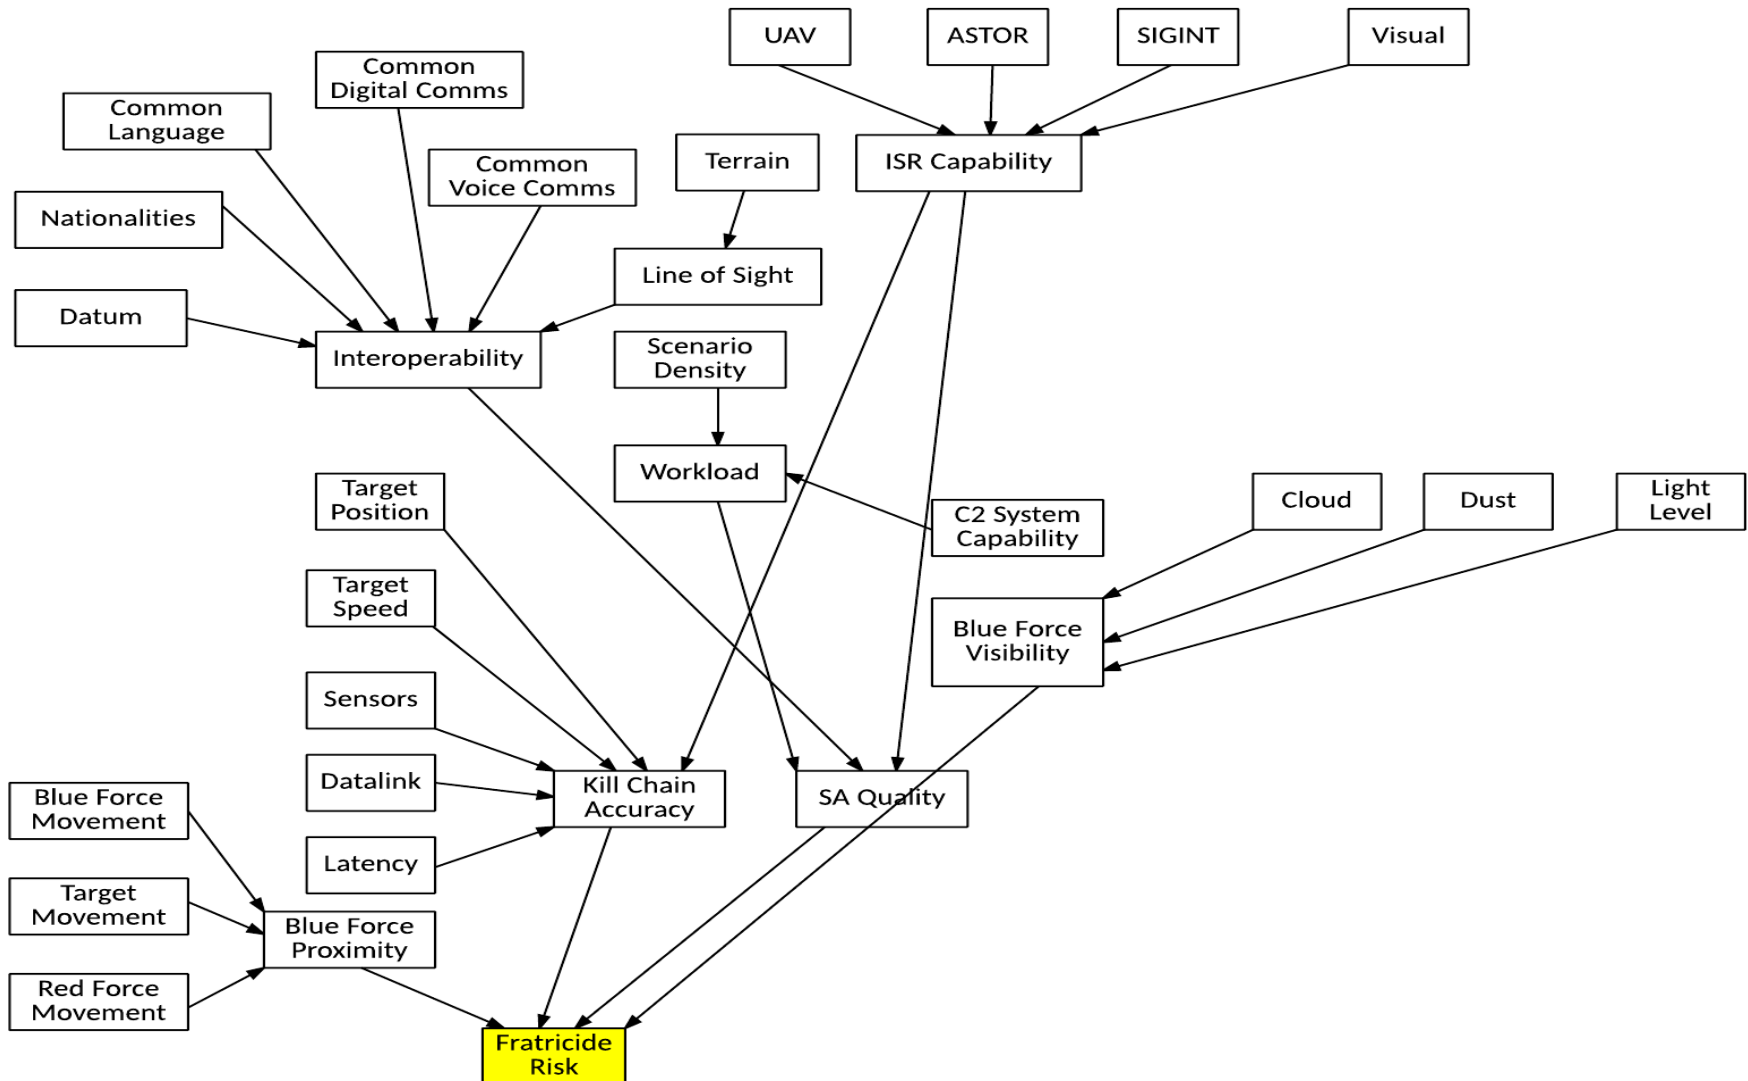 UAV
ASTOR
SIGINT
Visual
Common
Digital Comms
Common
Language
Common
Voice Comms
Terrain
ISR Capability
Nationalities
Line of Sight
Datum
Interoperability
Scenario
Density
Workload
Target
Position
C2 System
Capability
Cloud
Dust
Light
Level
Target
Speed
Blue Force
Visibility
Sensors
Datalink
Kill Chain
Accuracy
SA Quality
Blue Force
Movement
Latency
Target
Movement
Blue Force
Proximity
Red Force
Movement
Fratricide
Risk